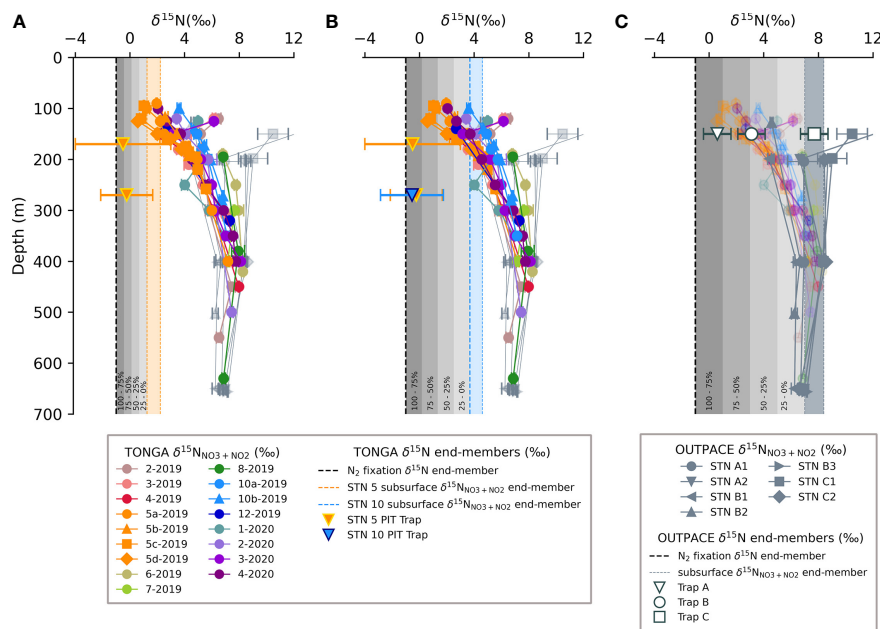 A B C
δ¹⁵N(‰) δ¹⁵N(‰) δ¹⁵N(‰)
−4 0 4 8 12 −4 0 4 8 12 −4 0 4 8 12
Depth (m)
0
100
200
300
400
500
600
700
100 - 75%
75 - 50%
50 - 25%
25 - 0%
100 - 75%
75 - 50%
50 - 25%
25 - 0%
100 - 75%
75 - 50%
50 - 25%
25 - 0%
TONGA δ¹⁵N_NO3+NO2 (‰)
2-2019
3-2019
4-2019
5a-2019
5b-2019
5c-2019
5d-2019
6-2019
7-2019
8-2019
10a-2019
10b-2019
12-2019
1-2020
2-2020
3-2020
4-2020
TONGA δ¹⁵N end-members (‰)
N₂ fixation δ¹⁵N end-member
STN 5 subsurface δ¹⁵N_NO3+NO2 end-member
STN 10 subsurface δ¹⁵N_NO3+NO2 end-member
STN 5 PIT Trap
STN 10 PIT Trap
OUTPACE δ¹⁵N_NO3+NO2 (‰)
STN A1
STN A2
STN B1
STN B2
STN B3
STN C1
STN C2
OUTPACE δ¹⁵N end-members (‰)
N₂ fixation δ¹⁵N end-member
subsurface δ¹⁵N_NO3+NO2 end-member
Trap A
Trap B
Trap C